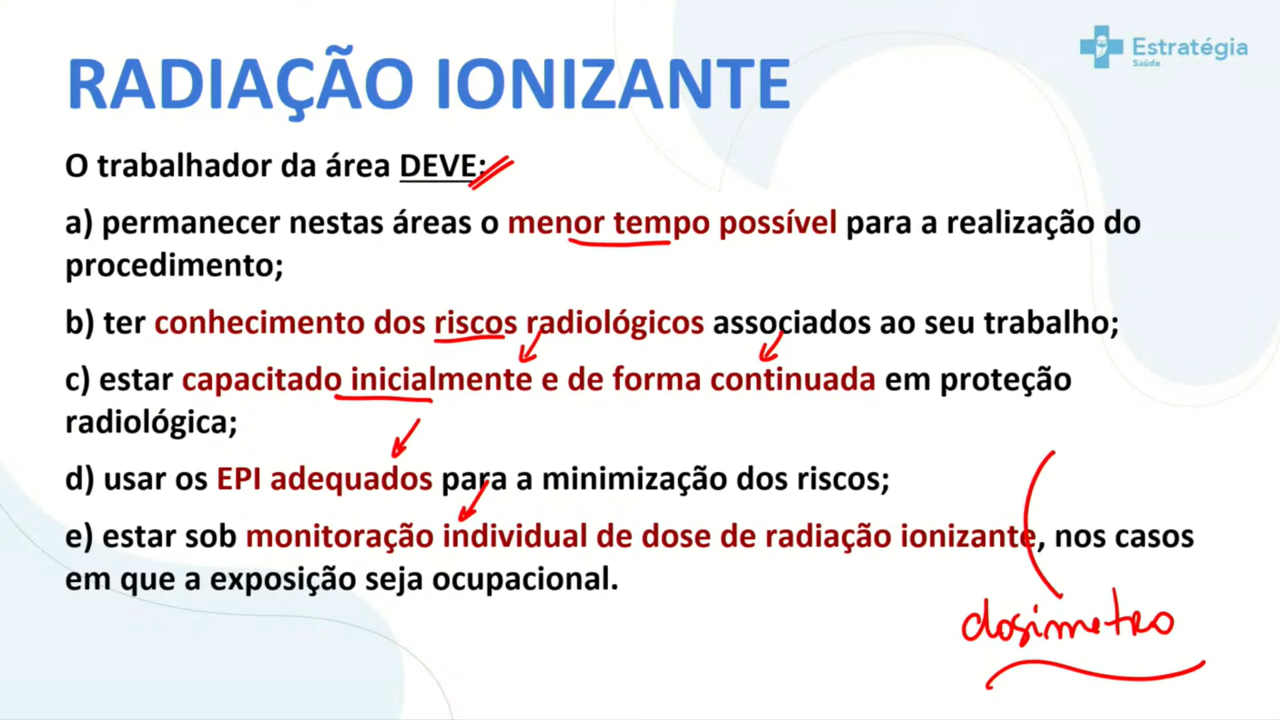 Estratégia
Saúde
RADIAÇÃO IONIZANTE
O trabalhador da área DEVE:
a) permanecer nestas áreas o menor tempo possível para a realização do
procedimento;
b) ter conhecimento dos riscos radiológicos associados ao seu trabalho;
c) estar capacitado inicialmente e de forma continuada em proteção
radiológica;
d) usar os EPI adequados para a minimização dos riscos;
e) estar sob monitoração individual de dose de radiação ionizante, nos casos
em que a exposição seja ocupacional.
dosimetro